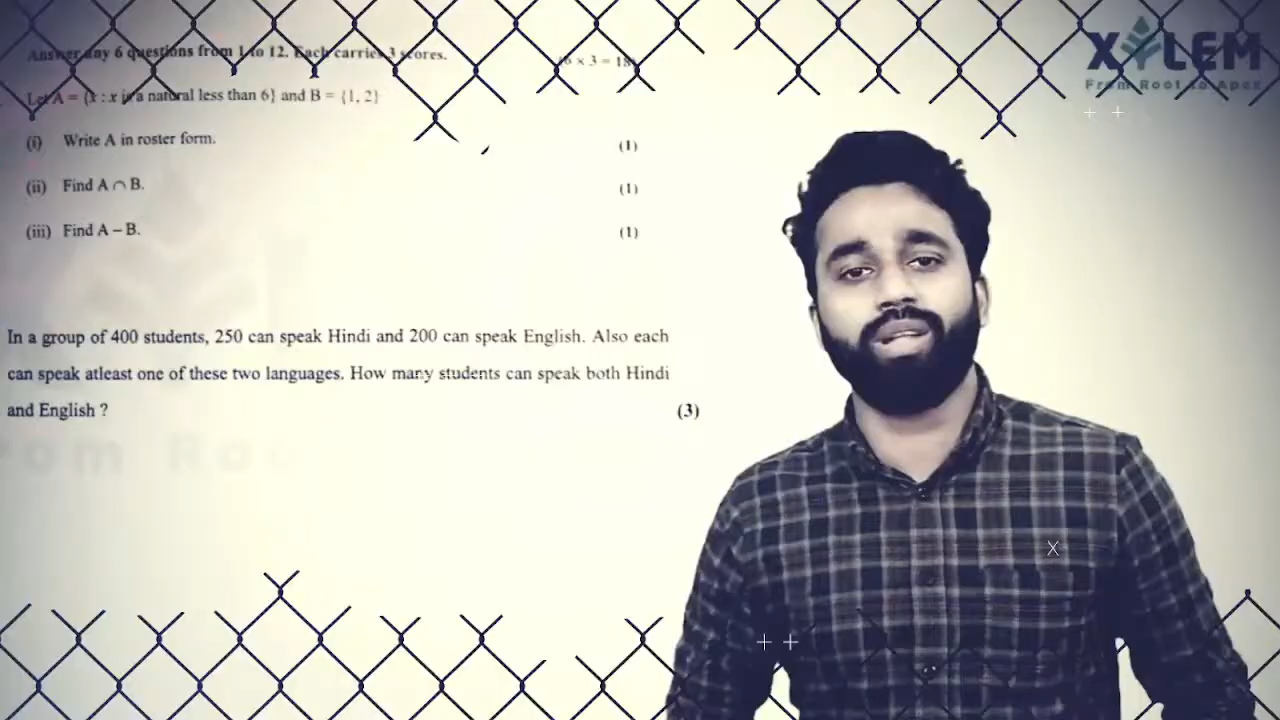 Answer any 6 questions from 1 to 12. Each carries 3 scores.
(6 × 3 = 18)
Let A = {x : x is a natural less than 6} and B = {1, 2}
(i) Write A in roster form. (1)
(ii) Find A ∩ B. (1)
(iii) Find A – B. (1)
In a group of 400 students, 250 can speak Hindi and 200 can speak English. Also each
can speak atleast one of these two languages. How many students can speak both Hindi
and English ? (3)
XYLEM
From Root to Apex
om Roo